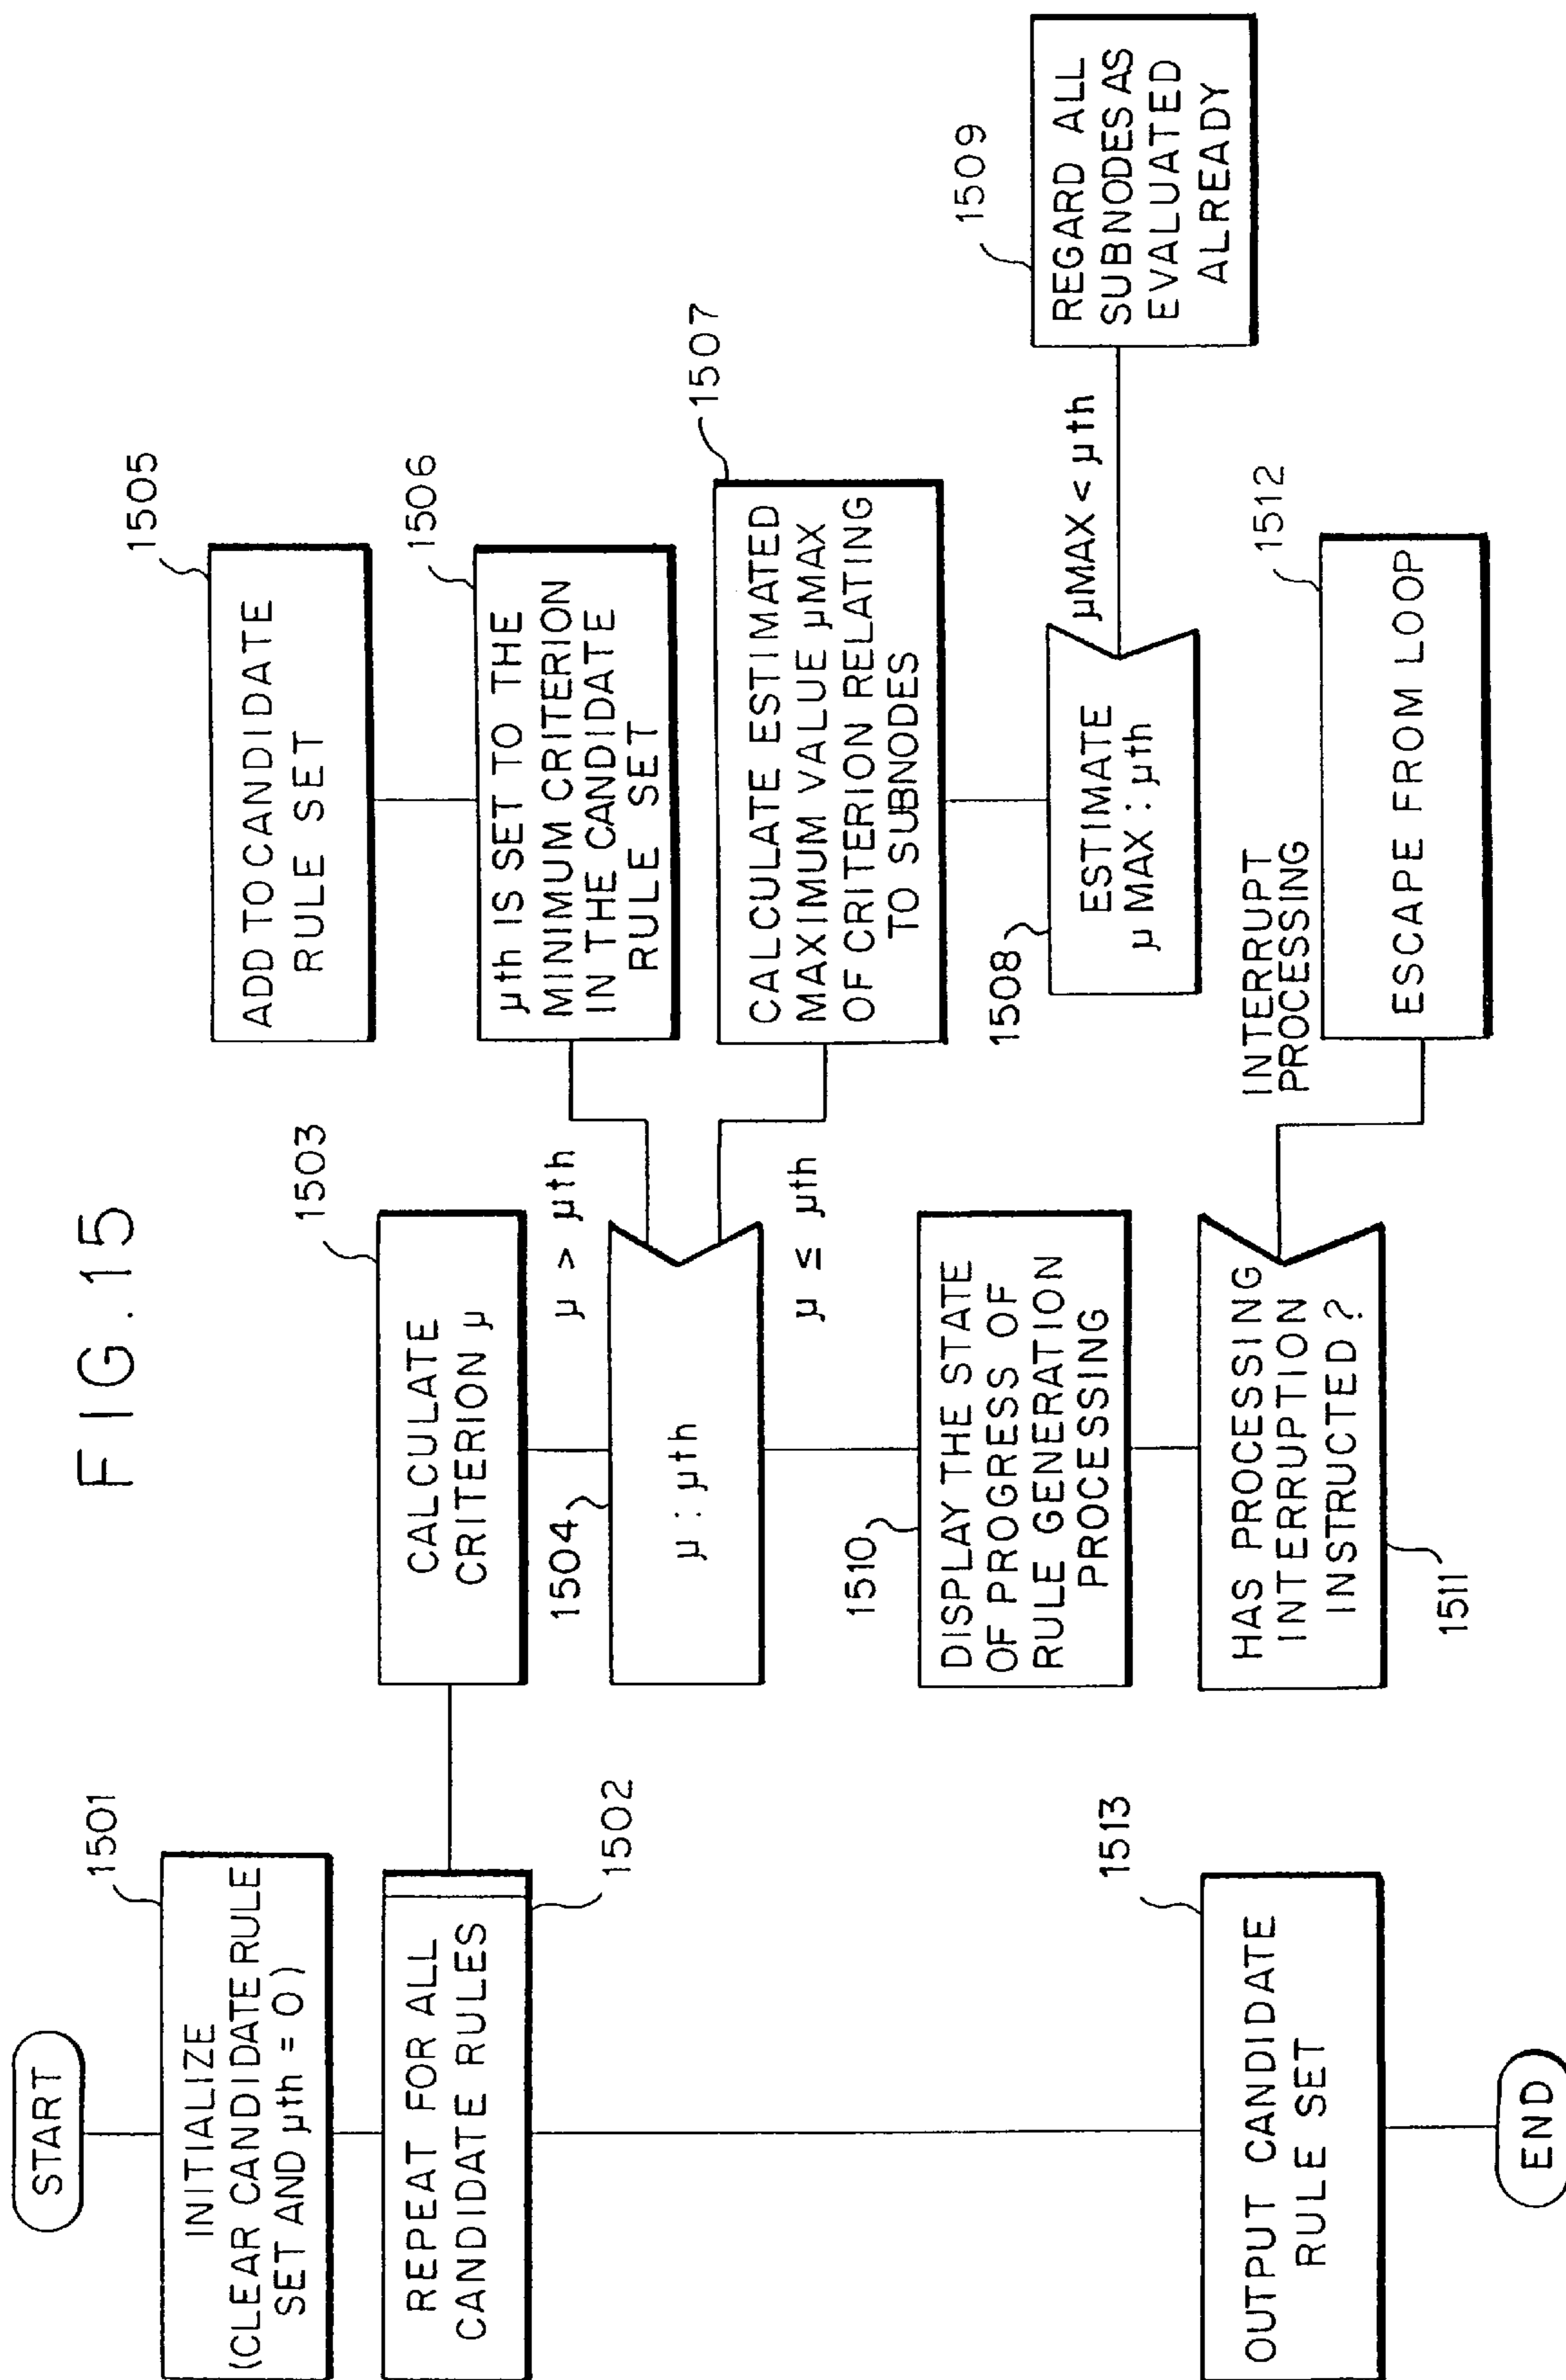 FIG.15
START
1501
INITIALIZE
(CLEAR CANDIDATE RULE
SET AND µth = 0)
REPEAT FOR ALL
CANDIDATE RULES
1502
1503
CALCULATE
CRITERION µ
1504
µ : µth
µ > µth
µ ≤ µth
1505
ADD TO CANDIDATE
RULE SET
1506
µth IS SET TO THE
MINIMUM CRITERION
IN THE CANDIDATE
RULE SET
1507
CALCULATE ESTIMATED
MAXIMUM VALUE µMAX
OF CRITERION RELATING
TO SUBNODES
1508
ESTIMATE
µ MAX : µth
µMAX < µth
1509
REGARD ALL
SUBNODES AS
EVALUATED
ALREADY
1510
DISPLAY THE STATE
OF PROGRESS OF
RULE GENERATION
PROCESSING
HAS PROCESSING
INTERRUPTION
INSTRUCTED?
1511
INTERRUPT
PROCESSING
1512
ESCAPE FROM LOOP
1513
OUTPUT CANDIDATE
RULE SET
END